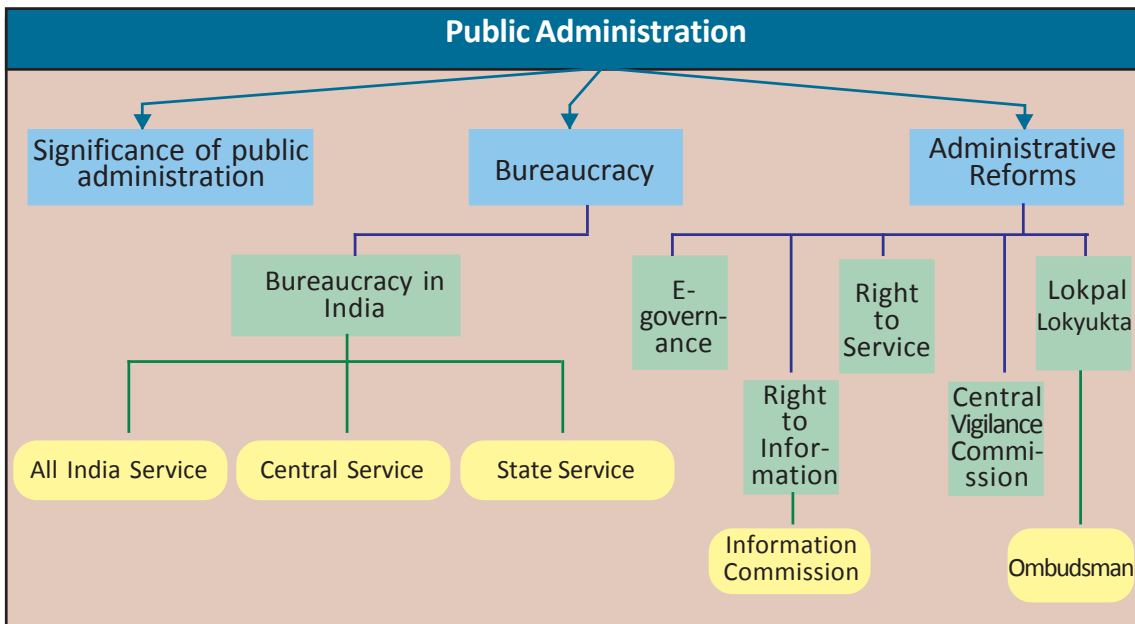 Public Administration
Significance of public
administration
Bureaucracy
Administrative
Reforms
Bureaucracy in
India
E-
govern-
ance
Right
to
Service
Lokpal
Lokyukta
Right
to
Infor-
mation
Central
Vigilance
Commi-
ssion
All India Service
Central Service
State Service
Information
Commission
Ombudsman